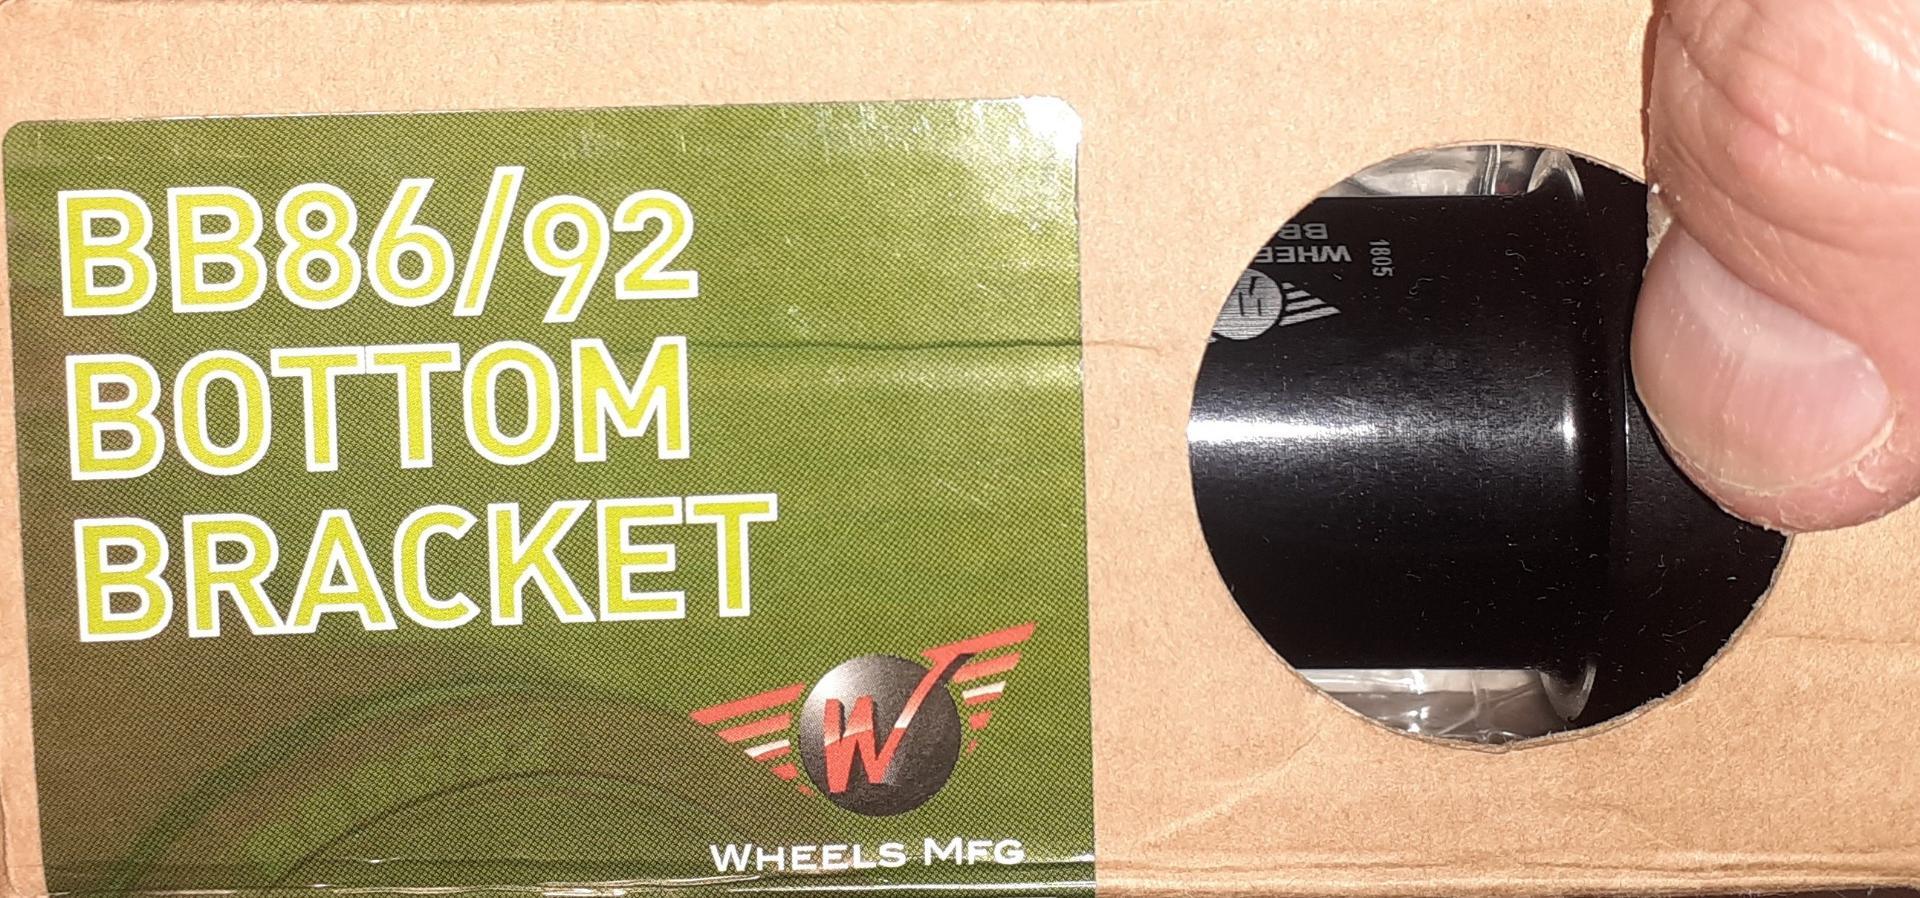 BB86/92
BOTTOM
BRACKET
W
WHEELS MFG
1805
W